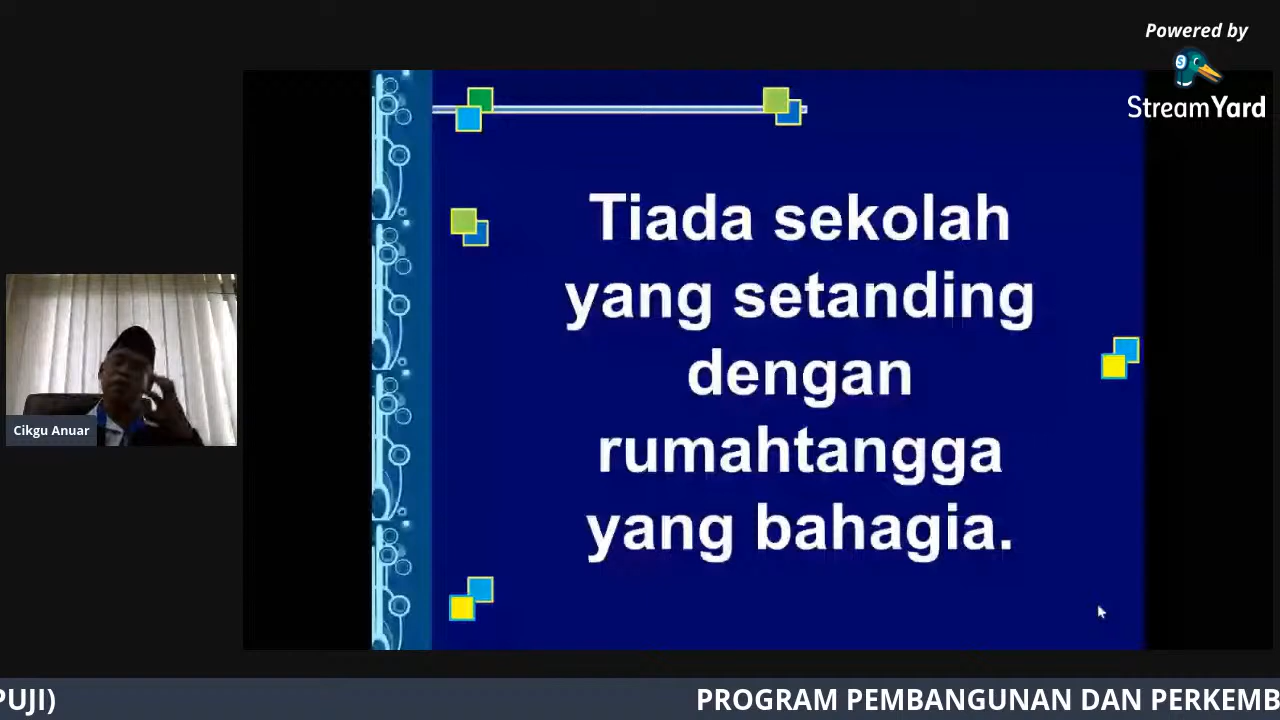 Powered by
StreamYard
Tiada sekolah
yang setanding
dengan
rumahtangga
yang bahagia.
Cikgu Anuar
PUJI)
PROGRAM PEMBANGUNAN DAN PERKEMB